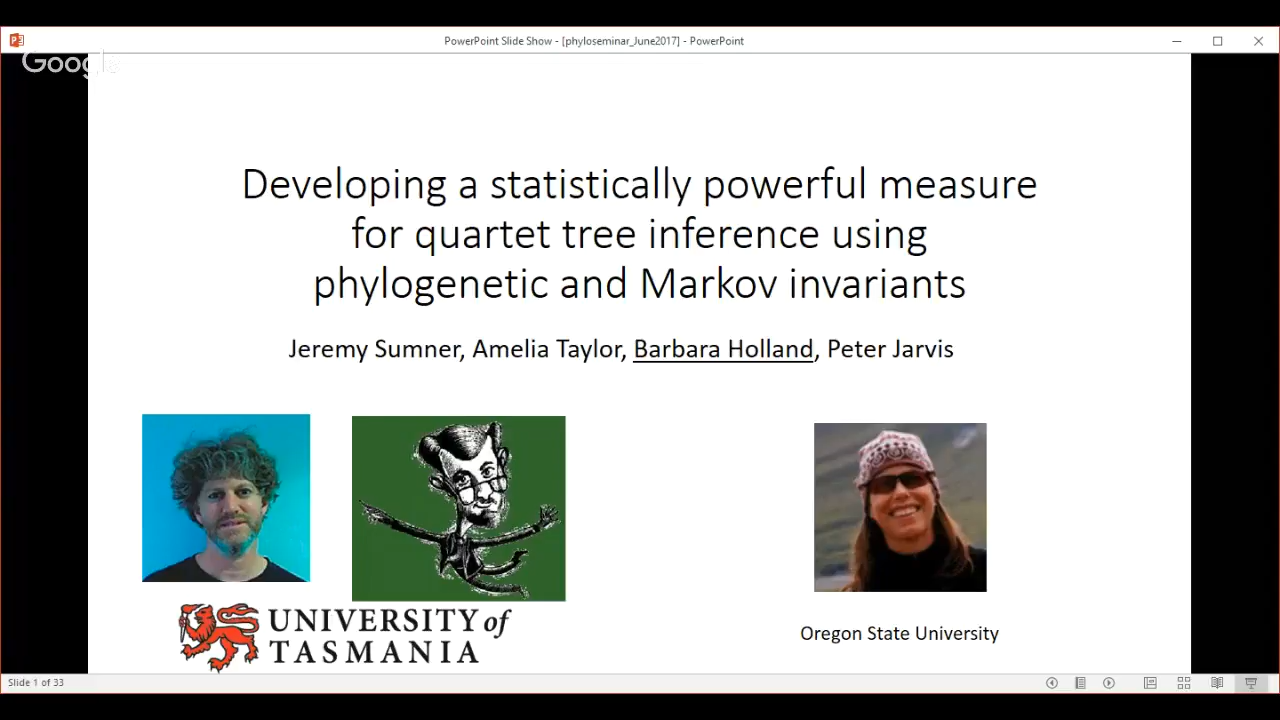 PowerPoint Slide Show - [phyloseminar_June2017] - PowerPoint
Google
Developing a statistically powerful measure
for quartet tree inference using
phylogenetic and Markov invariants
Jeremy Sumner, Amelia Taylor, Barbara Holland, Peter Jarvis
UNIVERSITY of
TASMANIA
Oregon State University
Slide 1 of 33